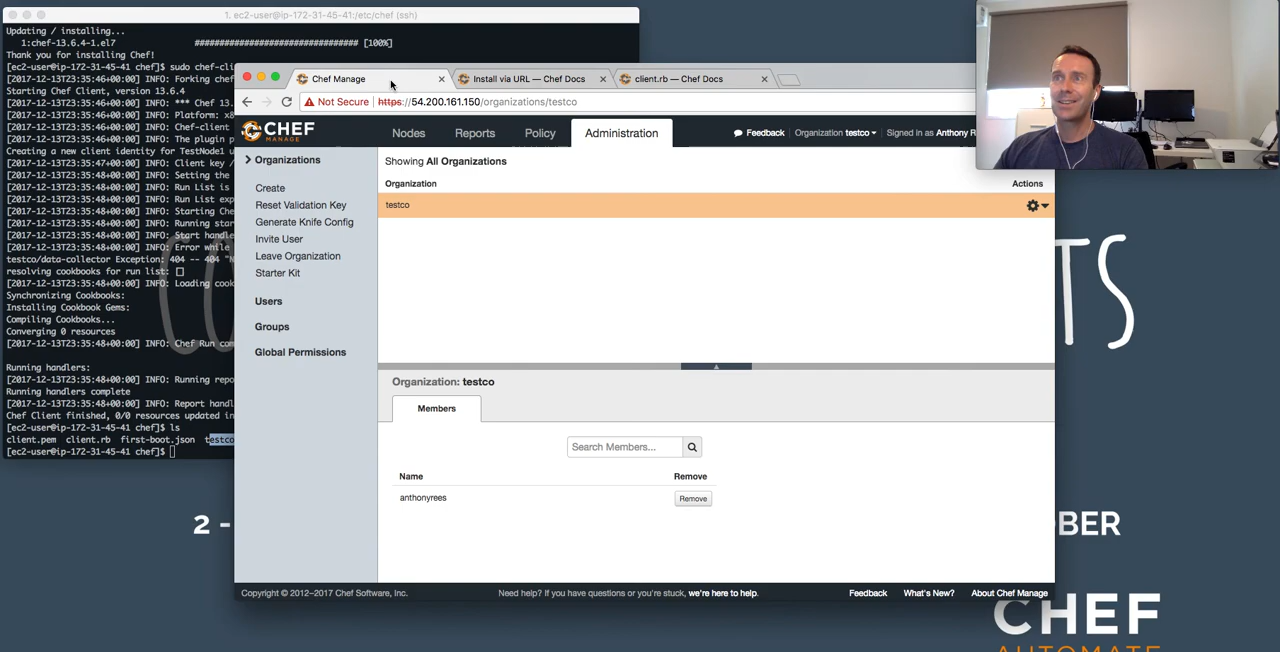 1. ec2-user@ip-172-31-45-41:/etc/chef (ssh)
Updating / installing...
1:chef-13.6.4-1.el7 ################################# [100%]
Thank you for installing Chef!
[ec2-user@ip-172-31-45-41 chef]$ sudo chef-cli
[2017-12-13T23:35:46+00:00] INFO: Forking chef
Starting Chef Client, version 13.6.4
[2017-12-13T23:35:46+00:00] INFO: *** Chef 13.
[2017-12-13T23:35:46+00:00] INFO: Platform: x8
[2017-12-13T23:35:46+00:00] INFO: Chef-client
[2017-12-13T23:35:46+00:00] INFO: The plugin p
Creating a new client identity for TestNode1 u
[2017-12-13T23:35:47+00:00] INFO: Client key /
[2017-12-13T23:35:48+00:00] INFO: Setting the
[2017-12-13T23:35:48+00:00] INFO: Run List is
[2017-12-13T23:35:48+00:00] INFO: Run List exp
[2017-12-13T23:35:48+00:00] INFO: Starting Che
[2017-12-13T23:35:48+00:00] INFO: Running star
[2017-12-13T23:35:48+00:00] INFO: Start handle
[2017-12-13T23:35:48+00:00] INFO: Error while
testco/data-collector Exception: 404 -- 404 "N
resolving cookbooks for run list: []
[2017-12-13T23:35:48+00:00] INFO: Loading cook
Synchronizing Cookbooks:
Installing Cookbook Gems:
Compiling Cookbooks...
Converging 0 resources
[2017-12-13T23:35:48+00:00] INFO: Chef Run com
Running handlers:
[2017-12-13T23:35:48+00:00] INFO: Running repo
Running handlers complete
[2017-12-13T23:35:48+00:00] INFO: Report handl
Chef Client finished, 0/0 resources updated in
[ec2-user@ip-172-31-45-41 chef]$ ls
client.pem client.rb first-boot.json testco
[ec2-user@ip-172-31-45-41 chef]$
Chef Manage
Install via URL — Chef Docs
client.rb — Chef Docs
Not Secure | https://54.200.161.150/organizations/testco
CHEF
MANAGE
Nodes
Reports
Policy
Administration
Feedback
Organization testco
Signed in as Anthony R
Organizations
Create
Reset Validation Key
Generate Knife Config
Invite User
Leave Organization
Starter Kit
Users
Groups
Global Permissions
Showing All Organizations
Organization
Actions
testco
Organization: testco
Members
Search Members...
Name
Remove
anthonyrees
Remove
Copyright © 2012–2017 Chef Software, Inc.
Need help? If you have questions or you're stuck, we're here to help.
Feedback
What's New?
About Chef Manage
CO
TS
2 -
OBER
CHEF
AUTOMATE